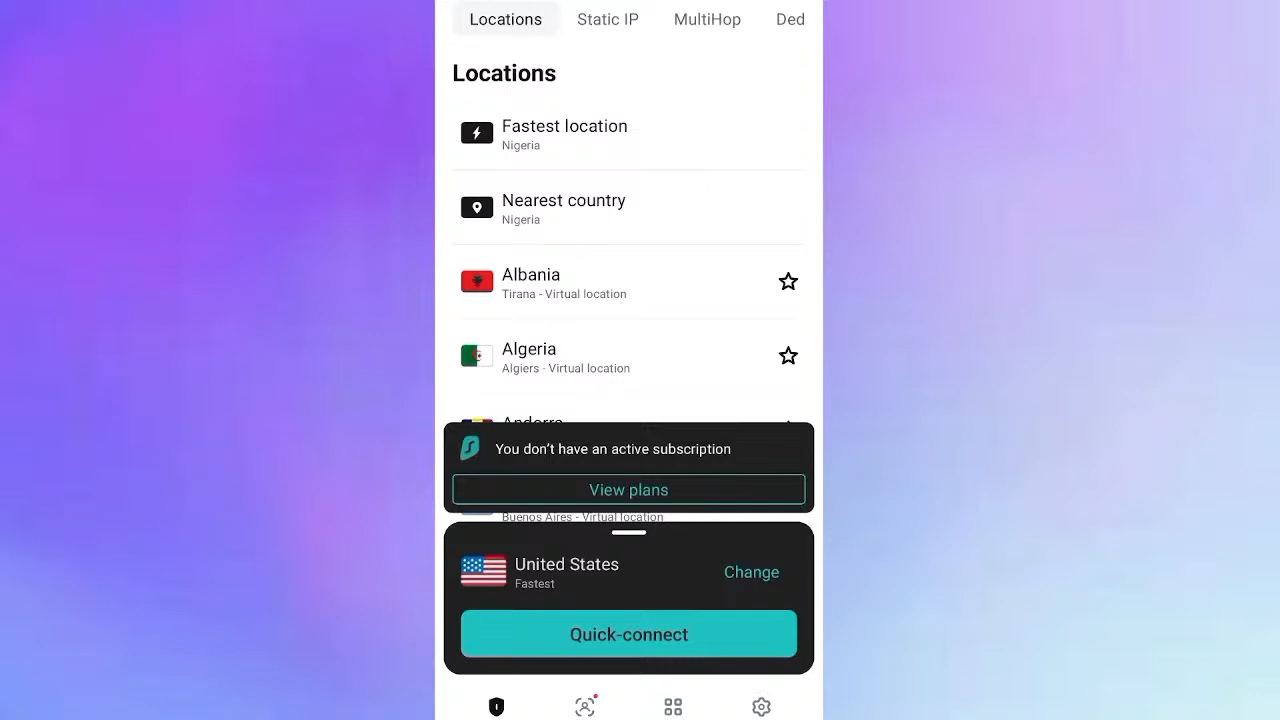 Locations Static IP MultiHop Ded
Locations
Fastest location
Nigeria
Nearest country
Nigeria
Albania
Tirana - Virtual location
Algeria
Algiers - Virtual location
Andorra
You don't have an active subscription
View plans
Buenos Aires - Virtual location
United States
Fastest
Change
Quick-connect